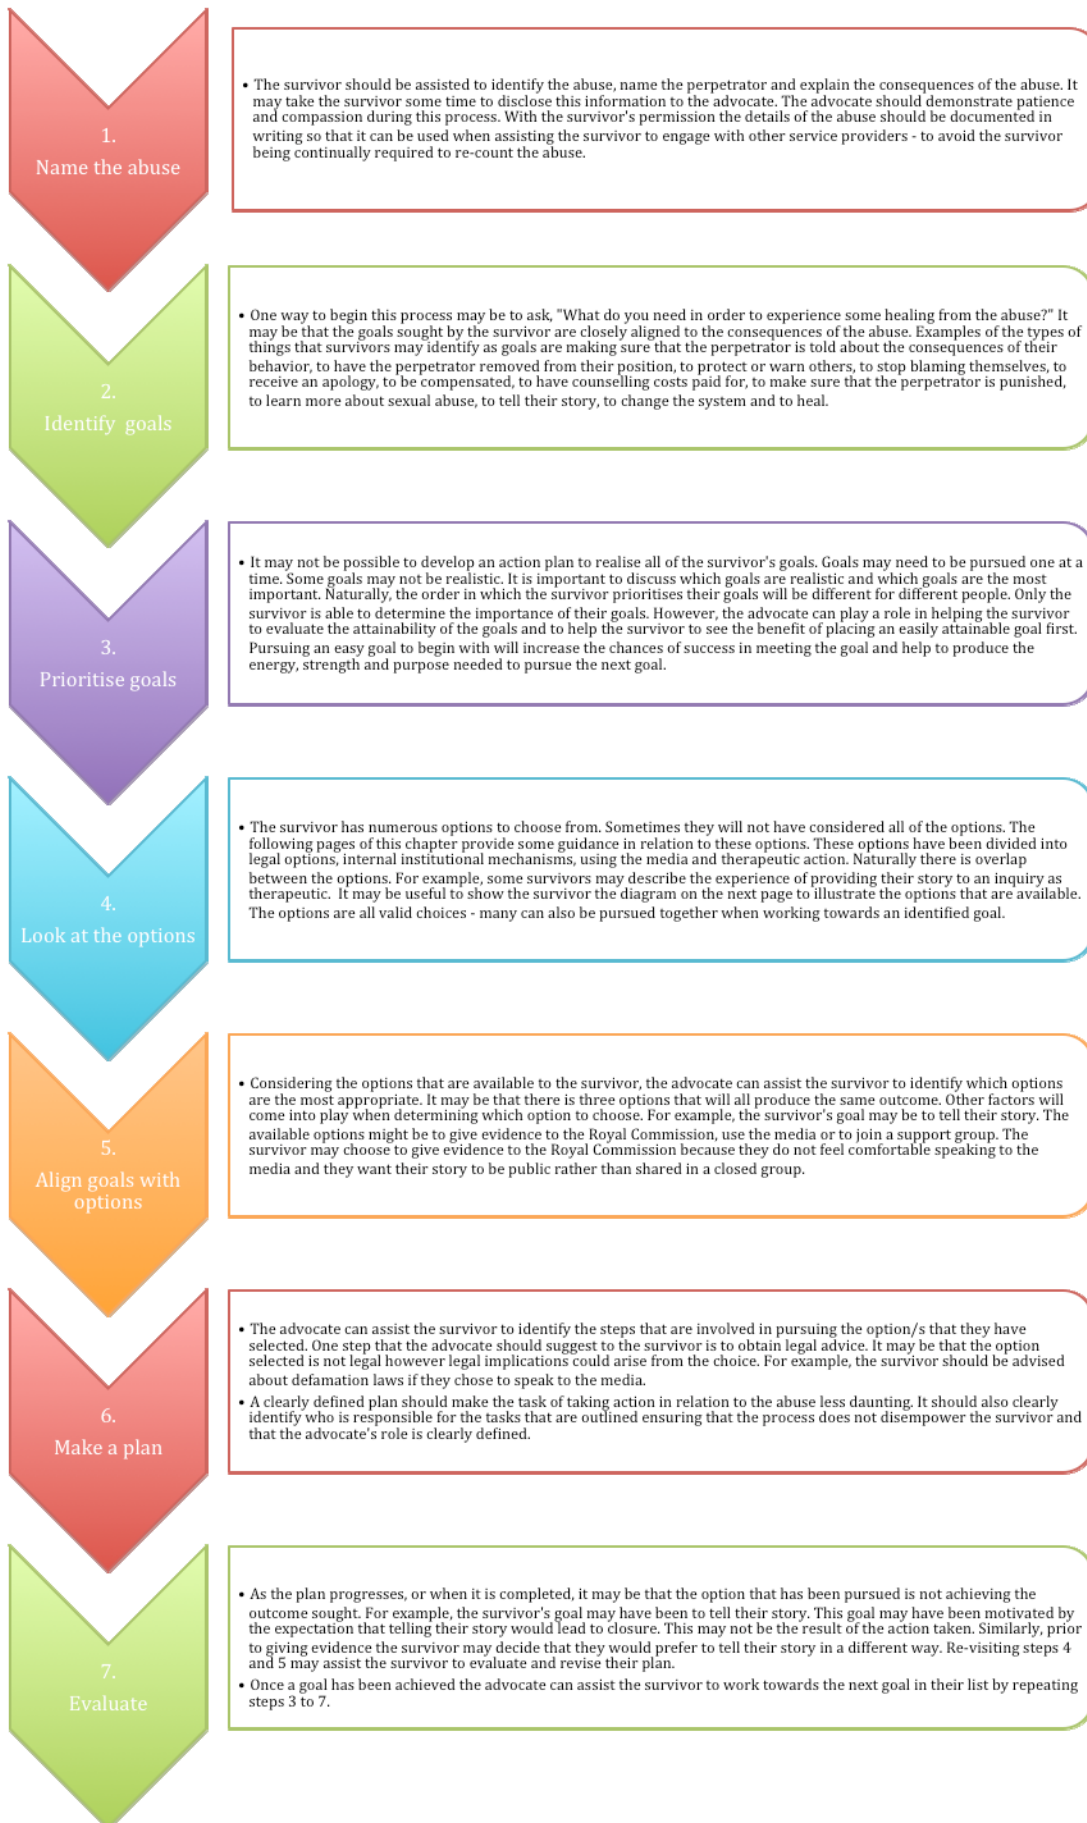 1.
Name the abuse
• The survivor should be assisted to identify the abuse, name the perpetrator and explain the consequences of the abuse. It
may take the survivor some time to disclose this information to the advocate. The advocate should demonstrate patience
and compassion during this process. With the survivor's permission the details of the abuse should be documented in
writing so that it can be used when assisting the survivor to engage with other service providers - to avoid the survivor
being continually required to re-count the abuse.
2.
Identify goals
• One way to begin this process may be to ask, "What do you need in order to experience some healing from the abuse?" It
may be that the goals sought by the survivor are closely aligned to the consequences of the abuse. Examples of the types of
things that survivors may identify as goals are making sure that the perpetrator is told about the consequences of their
behavior, to have the perpetrator removed from their position, to protect or warn others, to stop blaming themselves, to
receive an apology, to be compensated, to have counselling costs paid for, to make sure that the perpetrator is punished,
to learn more about sexual abuse, to tell their story, to change the system and to heal.
3.
Prioritise goals
• It may not be possible to develop an action plan to realise all of the survivor's goals. Goals may need to be pursued one at a
time. Some goals may not be realistic. It is important to discuss which goals are realistic and which goals are the most
important. Naturally, the order in which the survivor prioritises their goals will be different for different people. Only the
survivor is able to determine the importance of their goals. However, the advocate can play a role in helping the survivor
to evaluate the attainability of the goals and to help the survivor to see the benefit of placing an easily attainable goal first.
Pursuing an easy goal to begin with will increase the chances of success in meeting the goal and help to produce the
energy, strength and purpose needed to pursue the next goal.
4.
Look at the options
• The survivor has numerous options to choose from. Sometimes they will not have considered all of the options. The
following pages of this chapter provide some guidance in relation to these options. These options have been divided into
legal options, internal institutional mechanisms, using the media and therapeutic action. Naturally there is overlap
between the options. For example, some survivors may describe the experience of providing their story to an inquiry as
therapeutic. It may be useful to show the survivor the diagram on the next page to illustrate the options that are available.
The options are all valid choices - many can also be pursued together when working towards an identified goal.
5.
Align goals with
options
• Considering the options that are available to the survivor, the advocate can assist the survivor to identify which options
are the most appropriate. It may be that there is three options that will all produce the same outcome. Other factors will
come into play when determining which option to choose. For example, the survivor's goal may be to tell their story. The
available options might be to give evidence to the Royal Commission, use the media or to join a support group. The
survivor may choose to give evidence to the Royal Commission because they do not feel comfortable speaking to the
media and they want their story to be public rather than shared in a closed group.
6.
Make a plan
• The advocate can assist the survivor to identify the steps that are involved in pursuing the option/s that they have
selected. One step that the advocate should suggest to the survivor is to obtain legal advice. It may be that the option
selected is not legal however legal implications could arise from the choice. For example, the survivor should be advised
about defamation laws if they chose to speak to the media.
• A clearly defined plan should make the task of taking action in relation to the abuse less daunting. It should also clearly
identify who is responsible for the tasks that are outlined ensuring that the process does not disempower the survivor and
that the advocate's role is clearly defined.
7.
Evaluate
• As the plan progresses, or when it is completed, it may be that the option that has been pursued is not achieving the
outcome sought. For example, the survivor's goal may have been to tell their story. This goal may have been motivated by
the expectation that telling their story would lead to closure. This may not be the result of the action taken. Similarly, prior
to giving evidence the survivor may decide that they would prefer to tell their story in a different way. Re-visiting steps 4
and 5 may assist the survivor to evaluate and revise their plan.
• Once a goal has been achieved the advocate can assist the survivor to work towards the next goal in their list by repeating
steps 3 to 7.